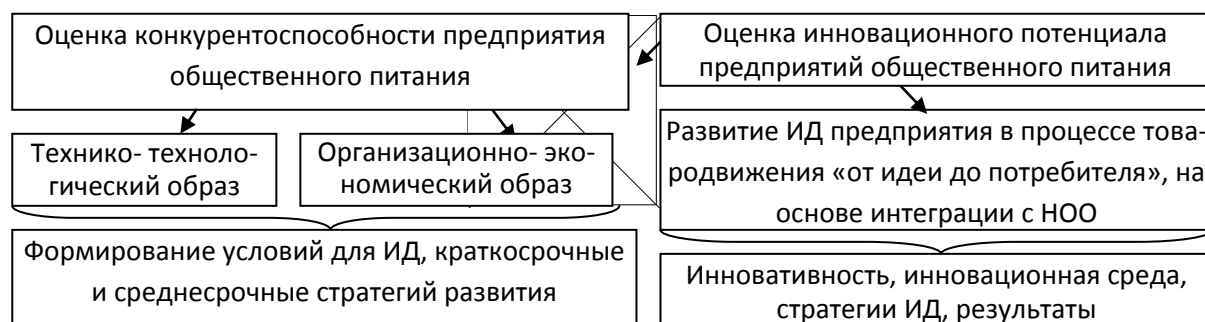 Оценка конкурентоспособности предприятия
общественного питания
Технико- техноло-
гический образ
Организационно- эко-
номический образ
Формирование условий для ИД, краткосрочные
и среднесрочные стратегий развития
Оценка инновационного потенциала
предприятий общественного питания
Развитие ИД предприятия в процессе това-
родвижения «от идеи до потребителя», на
основе интеграции с НОО
Инновативность, инновационная среда,
стратегии ИД, результаты